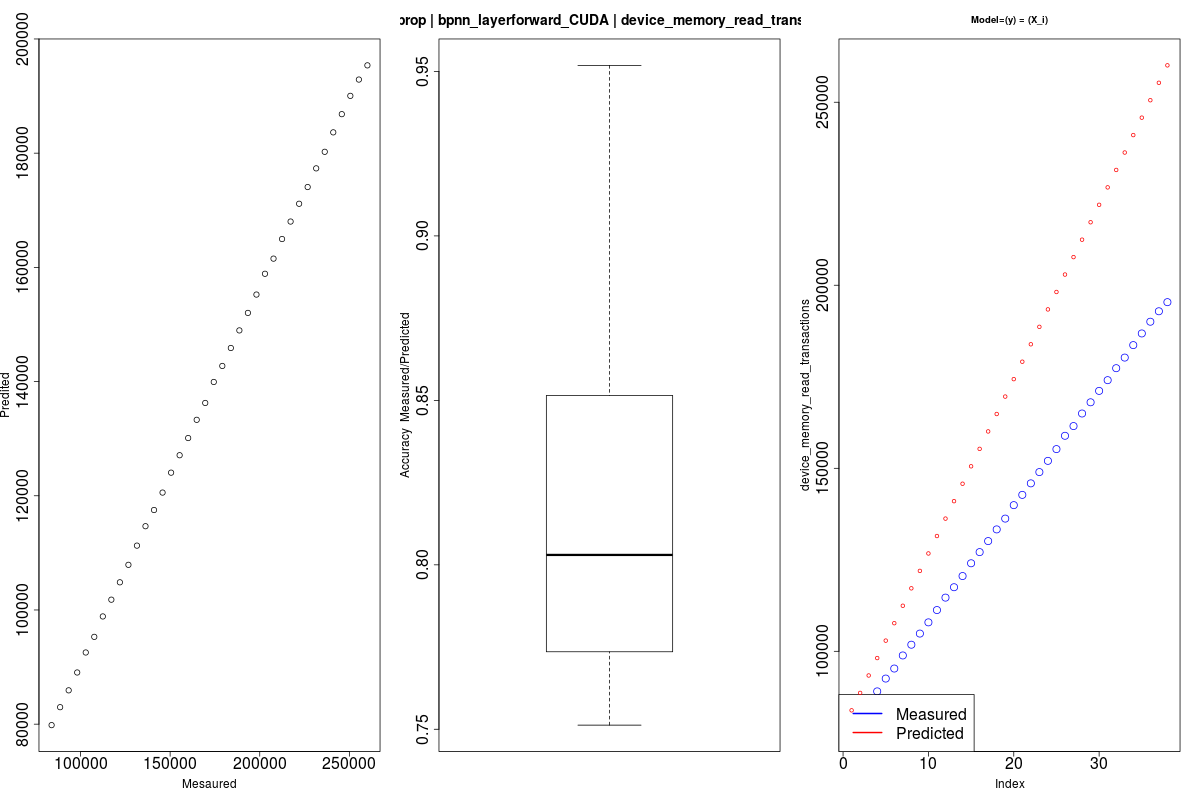 prop | bpnn_layerforward_CUDA | device_memory_read_trans
Model=(y) = (X_i)
Predited
80000 100000 120000 140000 160000 180000 200000
100000 150000 200000 250000
Mesaured
Accuracy Measured/Predicted
0.75 0.80 0.85 0.90 0.95
device_memory_read_transactions
100000 150000 200000 250000
Measured
Predicted
0 10 20 30
Index